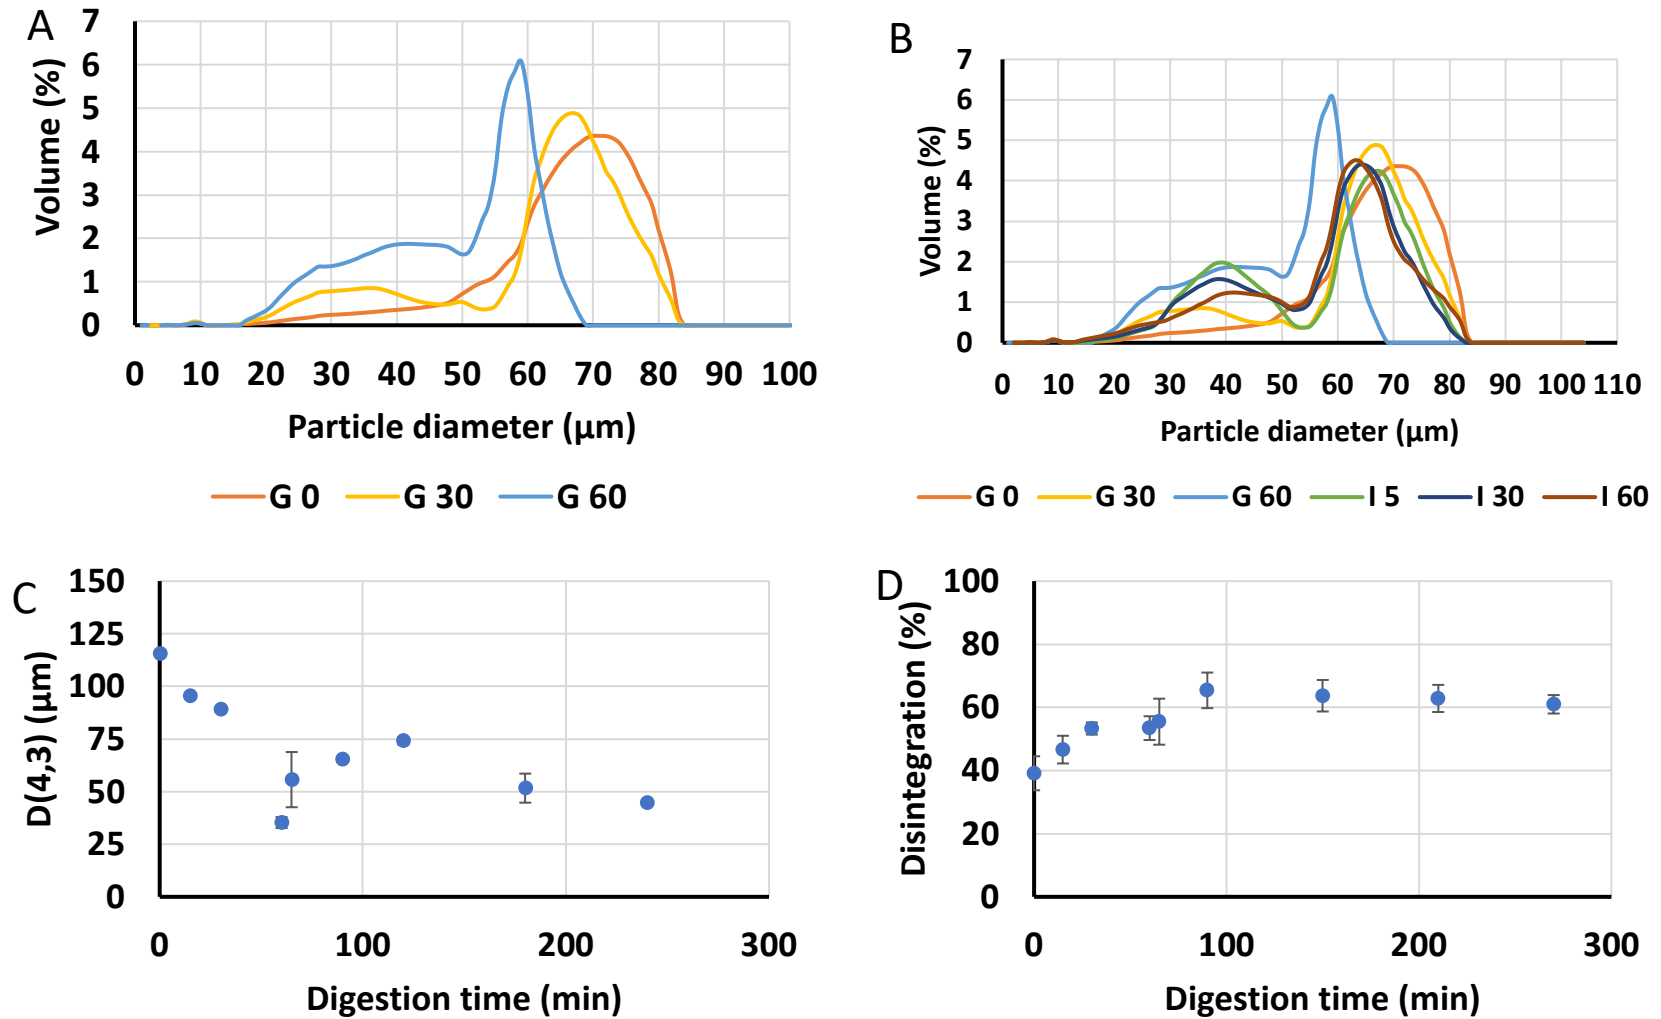 A
7
6
5
4
3
2
1
0
Volume (%)
0 10 20 30 40 50 60 70 80 90 100
Particle diameter (µm)
G 0 G 30 G 60
B
7
6
5
4
3
2
1
0
Volume (%)
0 10 20 30 40 50 60 70 80 90 100 110
Particle diameter (µm)
G 0 G 30 G 60 I 5 I 30 I 60
C
150
125
100
75
50
25
0
D(4,3) (µm)
0 100 200 300
Digestion time (min)
D
100
80
60
40
20
0
Disintegration (%)
0 100 200 300
Digestion time (min)